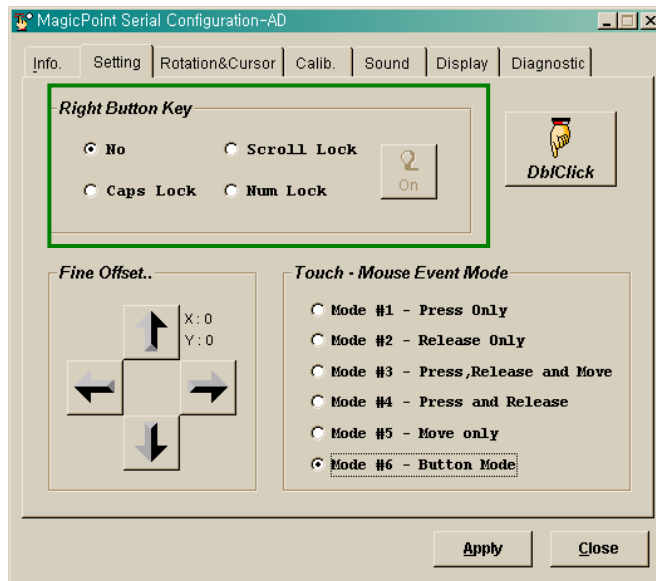 MagicPoint Serial Configuration-AD
Info. Setting Rotation&Cursor Calib. Sound Display Diagnostic
Right Button Key
No Scroll Lock
Caps Lock Num Lock
On
DblClick
Fine Offset..
X : 0
Y : 0
Touch - Mouse Event Mode
Mode #1 - Press Only
Mode #2 - Release Only
Mode #3 - Press,Release and Move
Mode #4 - Press and Release
Mode #5 - Move only
Mode #6 - Button Mode
Apply Close